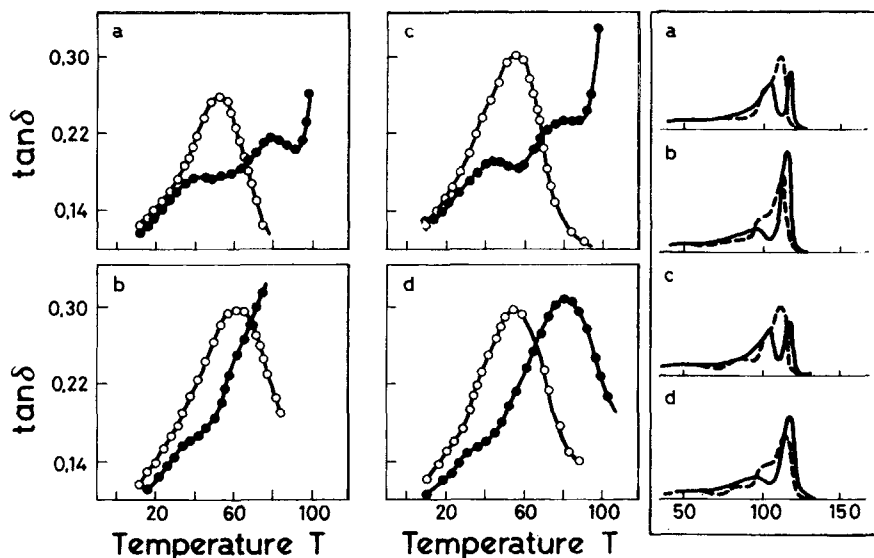 a
c
a
0,30
0,22
0,14
tanδ
b
b
d
c
0,30
0,22
0,14
tanδ
d
20 60 100
20 60 100
50 100 150
Temperature T
Temperature T